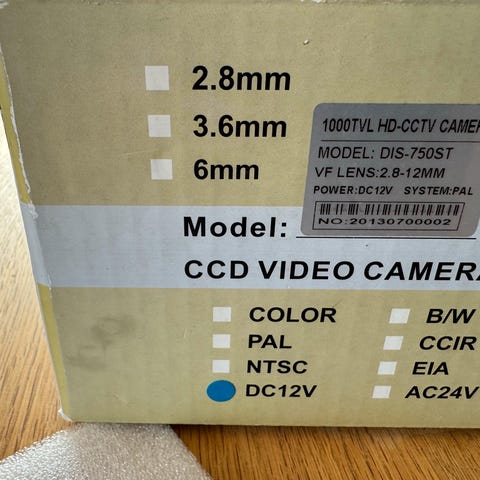 2.8mm
3.6mm
6mm
1000TVL HD-CCTV CAMER
MODEL: DIS-750ST
VF LENS:2.8-12MM
POWER:DC12V SYSTEM:PAL
NO:20130700002
Model:
CCD VIDEO CAMERA
COLOR B/W
PAL CCIR
NTSC EIA
DC12V AC24V